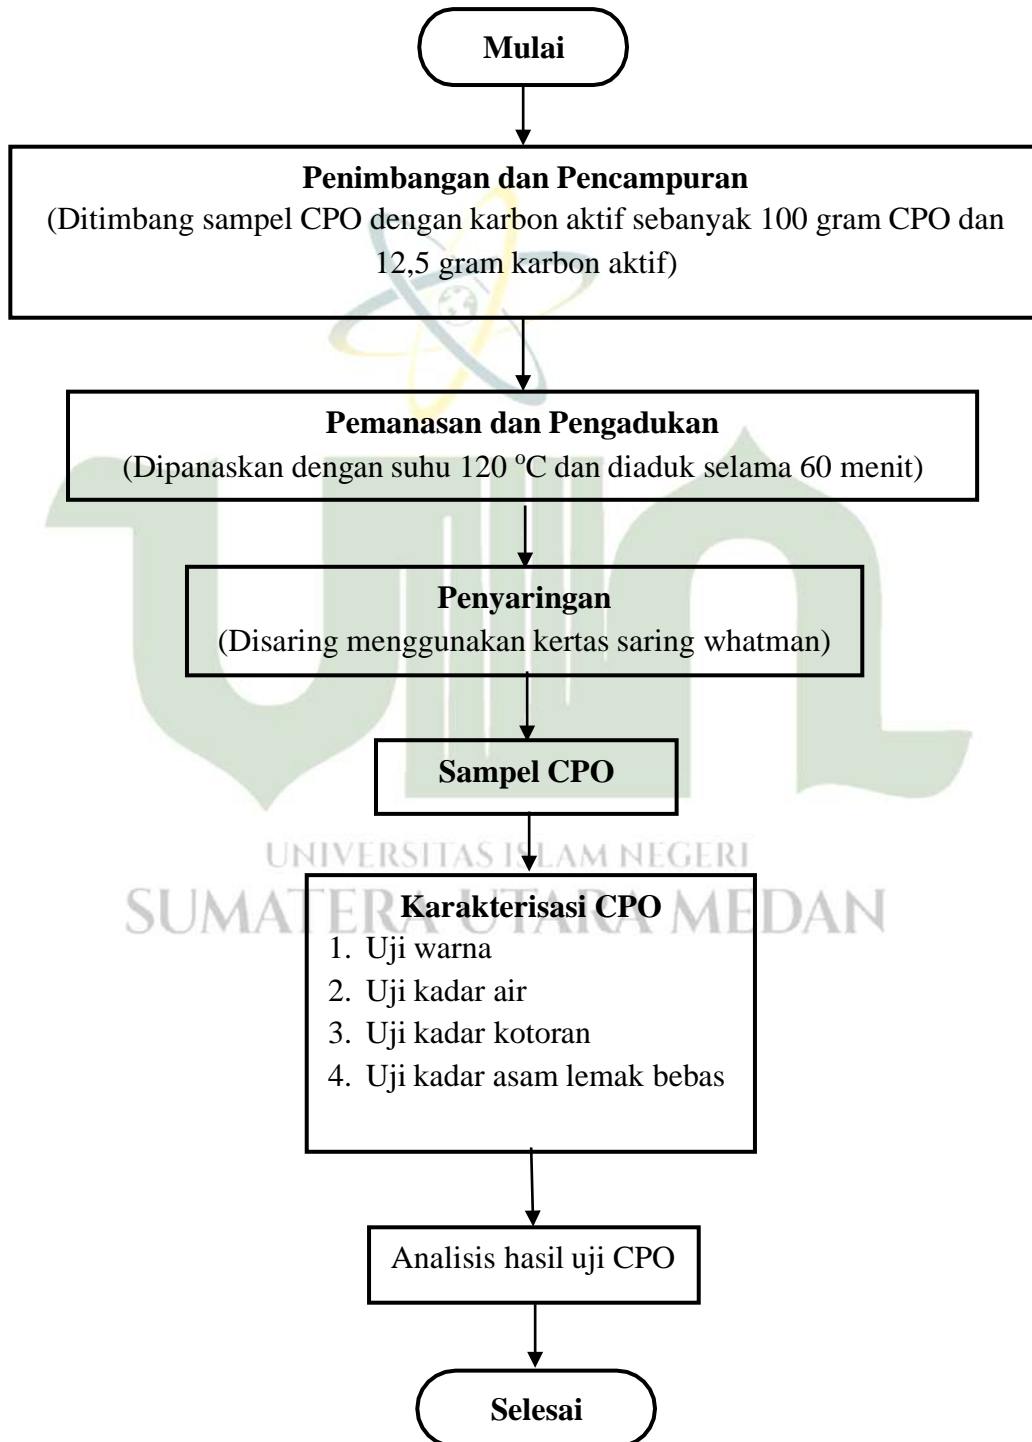 Mulai
Penimbangan dan Pencampuran
(Ditimbang sampel CPO dengan karbon aktif sebanyak 100 gram CPO dan
12,5 gram karbon aktif)
Pemanasan dan Pengadukan
(Dipanaskan dengan suhu 120 °C dan diaduk selama 60 menit)
Penyaringan
(Disaring menggunakan kertas saring whatman)
Sampel CPO
UNIVERSITAS ISLAM NEGERI
SUMATERA UTARA MEDAN
Karakterisasi CPO
1. Uji warna
2. Uji kadar air
3. Uji kadar kotoran
4. Uji kadar asam lemak bebas
Analisis hasil uji CPO
Selesai